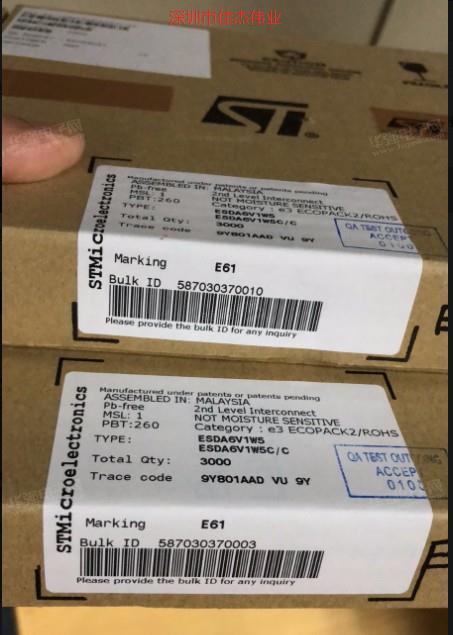 深圳市佳杰伟业
ST
STMicroelectronics
Manufactured under patents or patents pending
ASSEMBLED IN: MALAYSIA
Pb-free 2nd Level Interconnect
MSL: 1 NOT MOISTURE SENSITIVE
PBT:260 Category : e3 ECOPACK2/ROHS
TYPE: ESDA6V1W5
ESDA6V1W5C/C
Total Qty: 3000
Trace code 9Y801AAD VU 9Y
QA TEST OUTGOING
ACCEP
Marking E61
Bulk ID 587030370010
Please provide the bulk ID for any inquiry
STMicroelectronics
Manufactured under patents or patents pending
ASSEMBLED IN: MALAYSIA
Pb-free 2nd Level Interconnect
MSL: 1 NOT MOISTURE SENSITIVE
PBT:260 Category : e3 ECOPACK2/ROHS
TYPE: ESDA6V1W5
ESDA6V1W5C/C
Total Qty: 3000
Trace code 9Y801AAD VU 9Y
QA TEST OUTGOING
ACCEP
010
Marking E61
Bulk ID 587030370003
Please provide the bulk ID for any inquiry